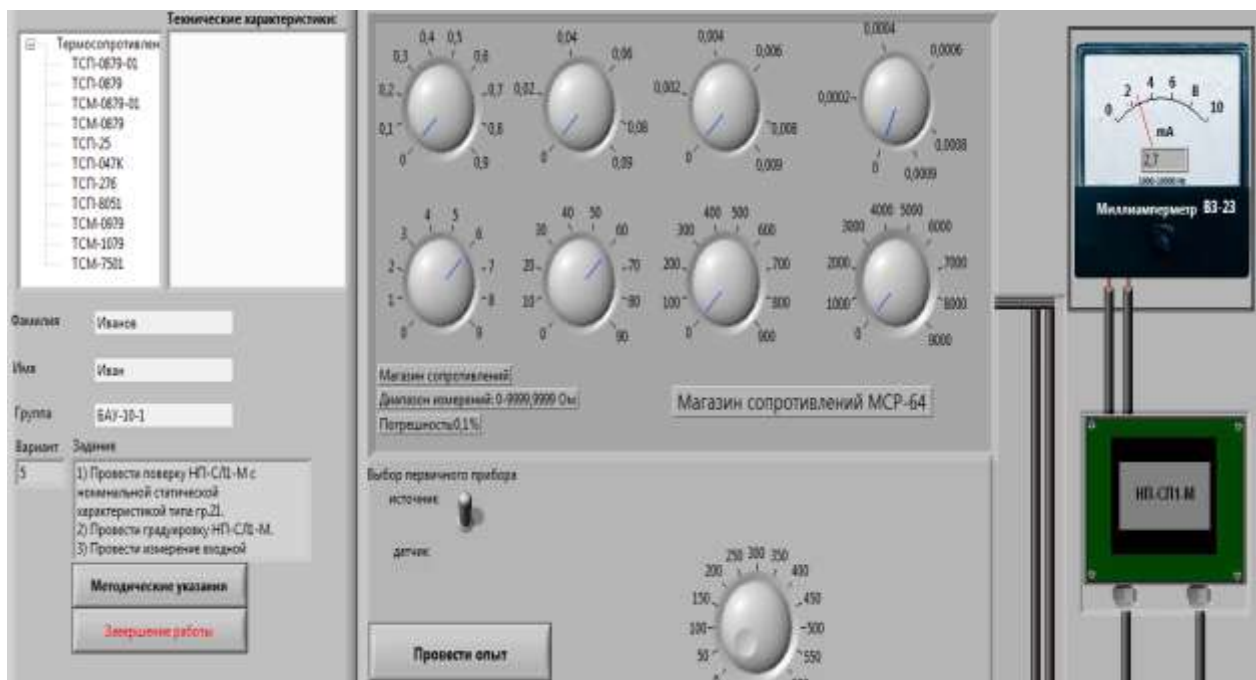 Технические характеристики:
Термосопротивлен
ТСП-0879-01
ТСП-0879
ТСМ-0879-01
ТСМ-0879
ТСП-25
ТСП-047К
ТСП-276
ТСП-8051
ТСМ-0979
ТСМ-1079
ТСМ-7501
Фамилия Иванов
Имя Иван
Группа БАУ-10-1
Вариант Задания
5
1) Провести поверку НП-СЛ1-М с
номинальной статической
характеристикой типа гр.21.
2) Провести градуировку НП-СЛ1-М.
3) Провести измерение входной
Методические указания
Завершение работы
0 0,1 0,2 0,3 0,4 0,5 0,6 0,7 0,8 0,9
0 0,02 0,04 0,06 0,08 0,09
0 0,002 0,004 0,006 0,008 0,009
0 0,0002 0,0004 0,0006 0,0008 0,0009
0 1 2 3 4 5 6 7 8 9
0 10 20 30 40 50 60 70 80 90
0 100 200 300 400 500 600 700 800 900
0 1000 2000 3000 4000 5000 6000 7000 8000 9000
Магазин сопротивлений
Диапазон измерений: 0-9999,9999 Ом
Погрешность0,1%
Магазин сопротивлений МСР-64
Выбор первичного прибора
источник
датчик
Провести опыт
50 100 150 200 250 300 350 400 450 500 550
0 2 4 6 8 10
mA
2,7
Миллиамперметр В3-23
НП-СЛ1-М